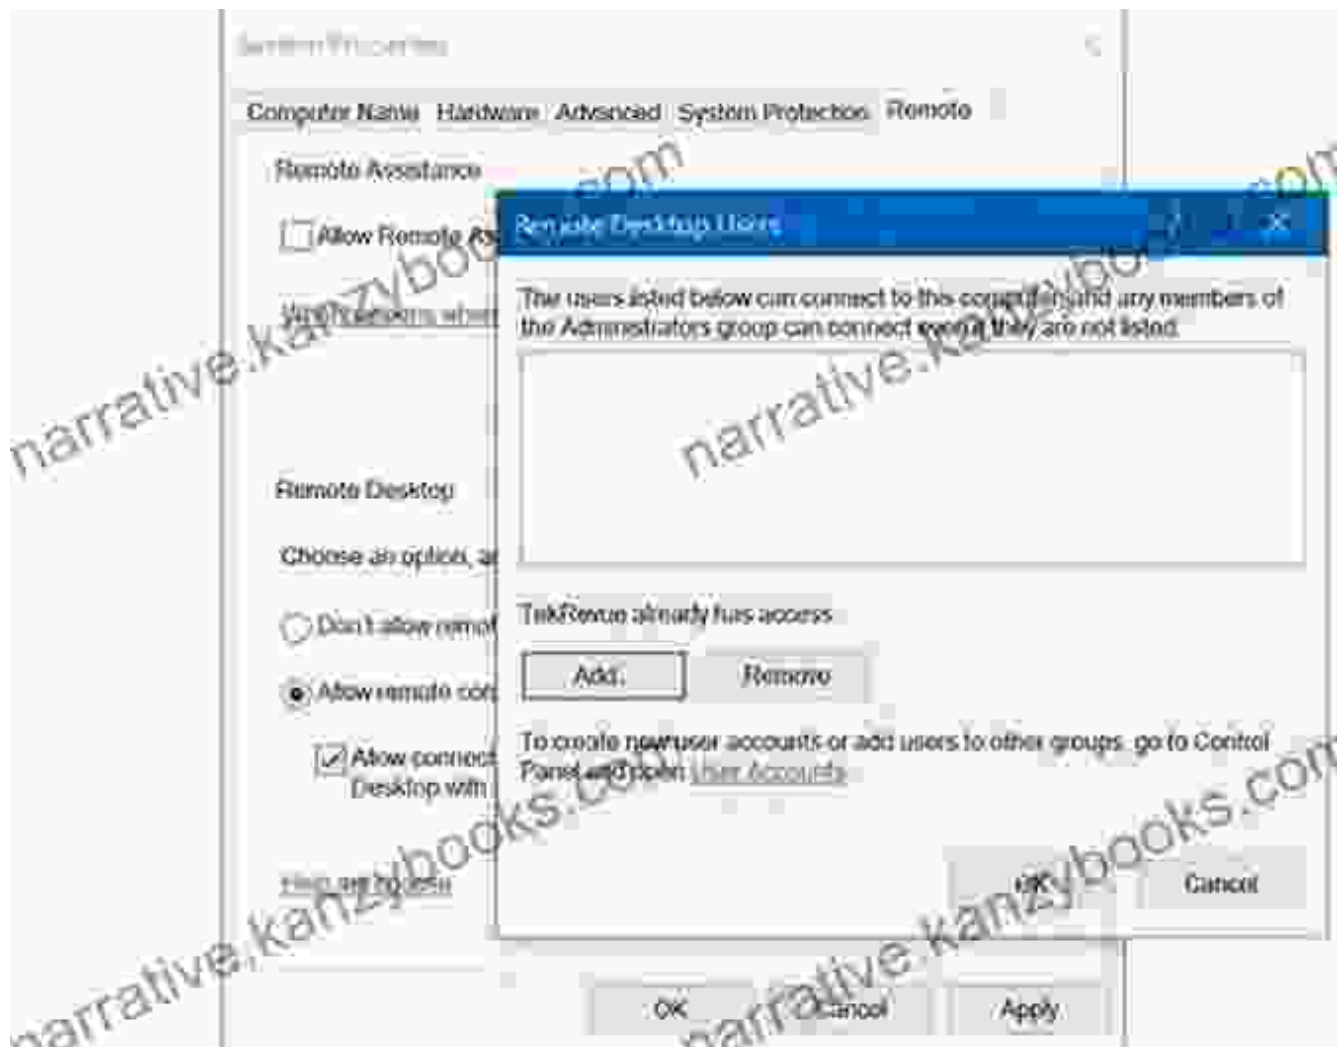 System Properties
Computer Name Hardware Advanced System Protection Remote
Remote Assistance
Allow Remote As
Remote Desktop Users
The users listed below can connect to this computer, and any members of
the Administrators group can connect even if they are not listed.
Remote Desktop
Choose an option, a
Don't allow remot
Allow remote con
Allow connect
Desktop with
TekRevue already has access.
Add.. Remove
To create new user accounts or add users to other groups, go to Control
Panel and open User Accounts
OK Cancel
OK Cancel Apply
narrative.kanzybooks.com
narrative.kanzybooks.com
narrative.kanzybooks.com
narrative.kanzybooks.com